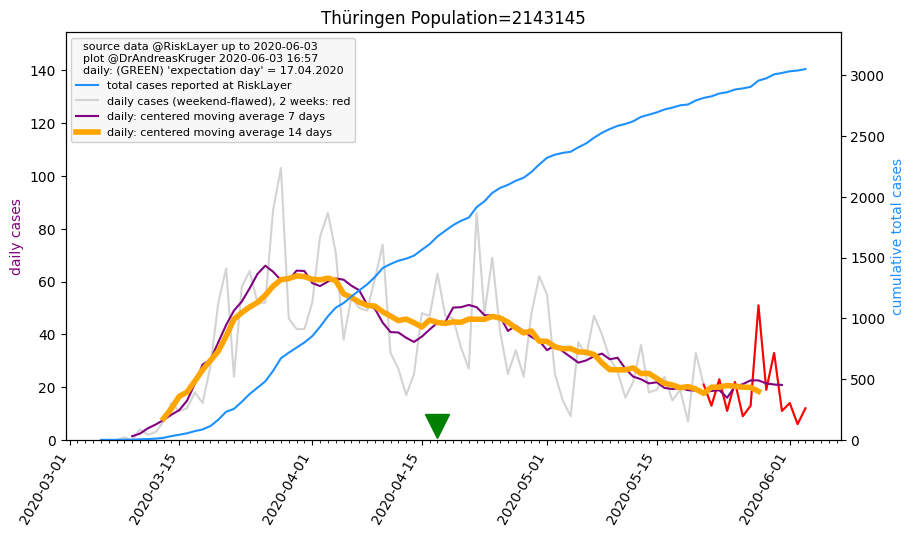 Thüringen Population=2143145
source data @RiskLayer up to 2020-06-03
plot @DrAndreasKruger 2020-06-03 16:57
daily: (GREEN) 'expectation day' = 17.04.2020
total cases reported at RiskLayer
daily cases (weekend-flawed), 2 weeks: red
daily: centered moving average 7 days
daily: centered moving average 14 days
daily cases
140
120
100
80
60
40
20
0
3000
2500
2000
1500
1000
500
0
cumulative total cases
2020-03-01
2020-03-15
2020-04-01
2020-04-15
2020-05-01
2020-05-15
2020-06-01